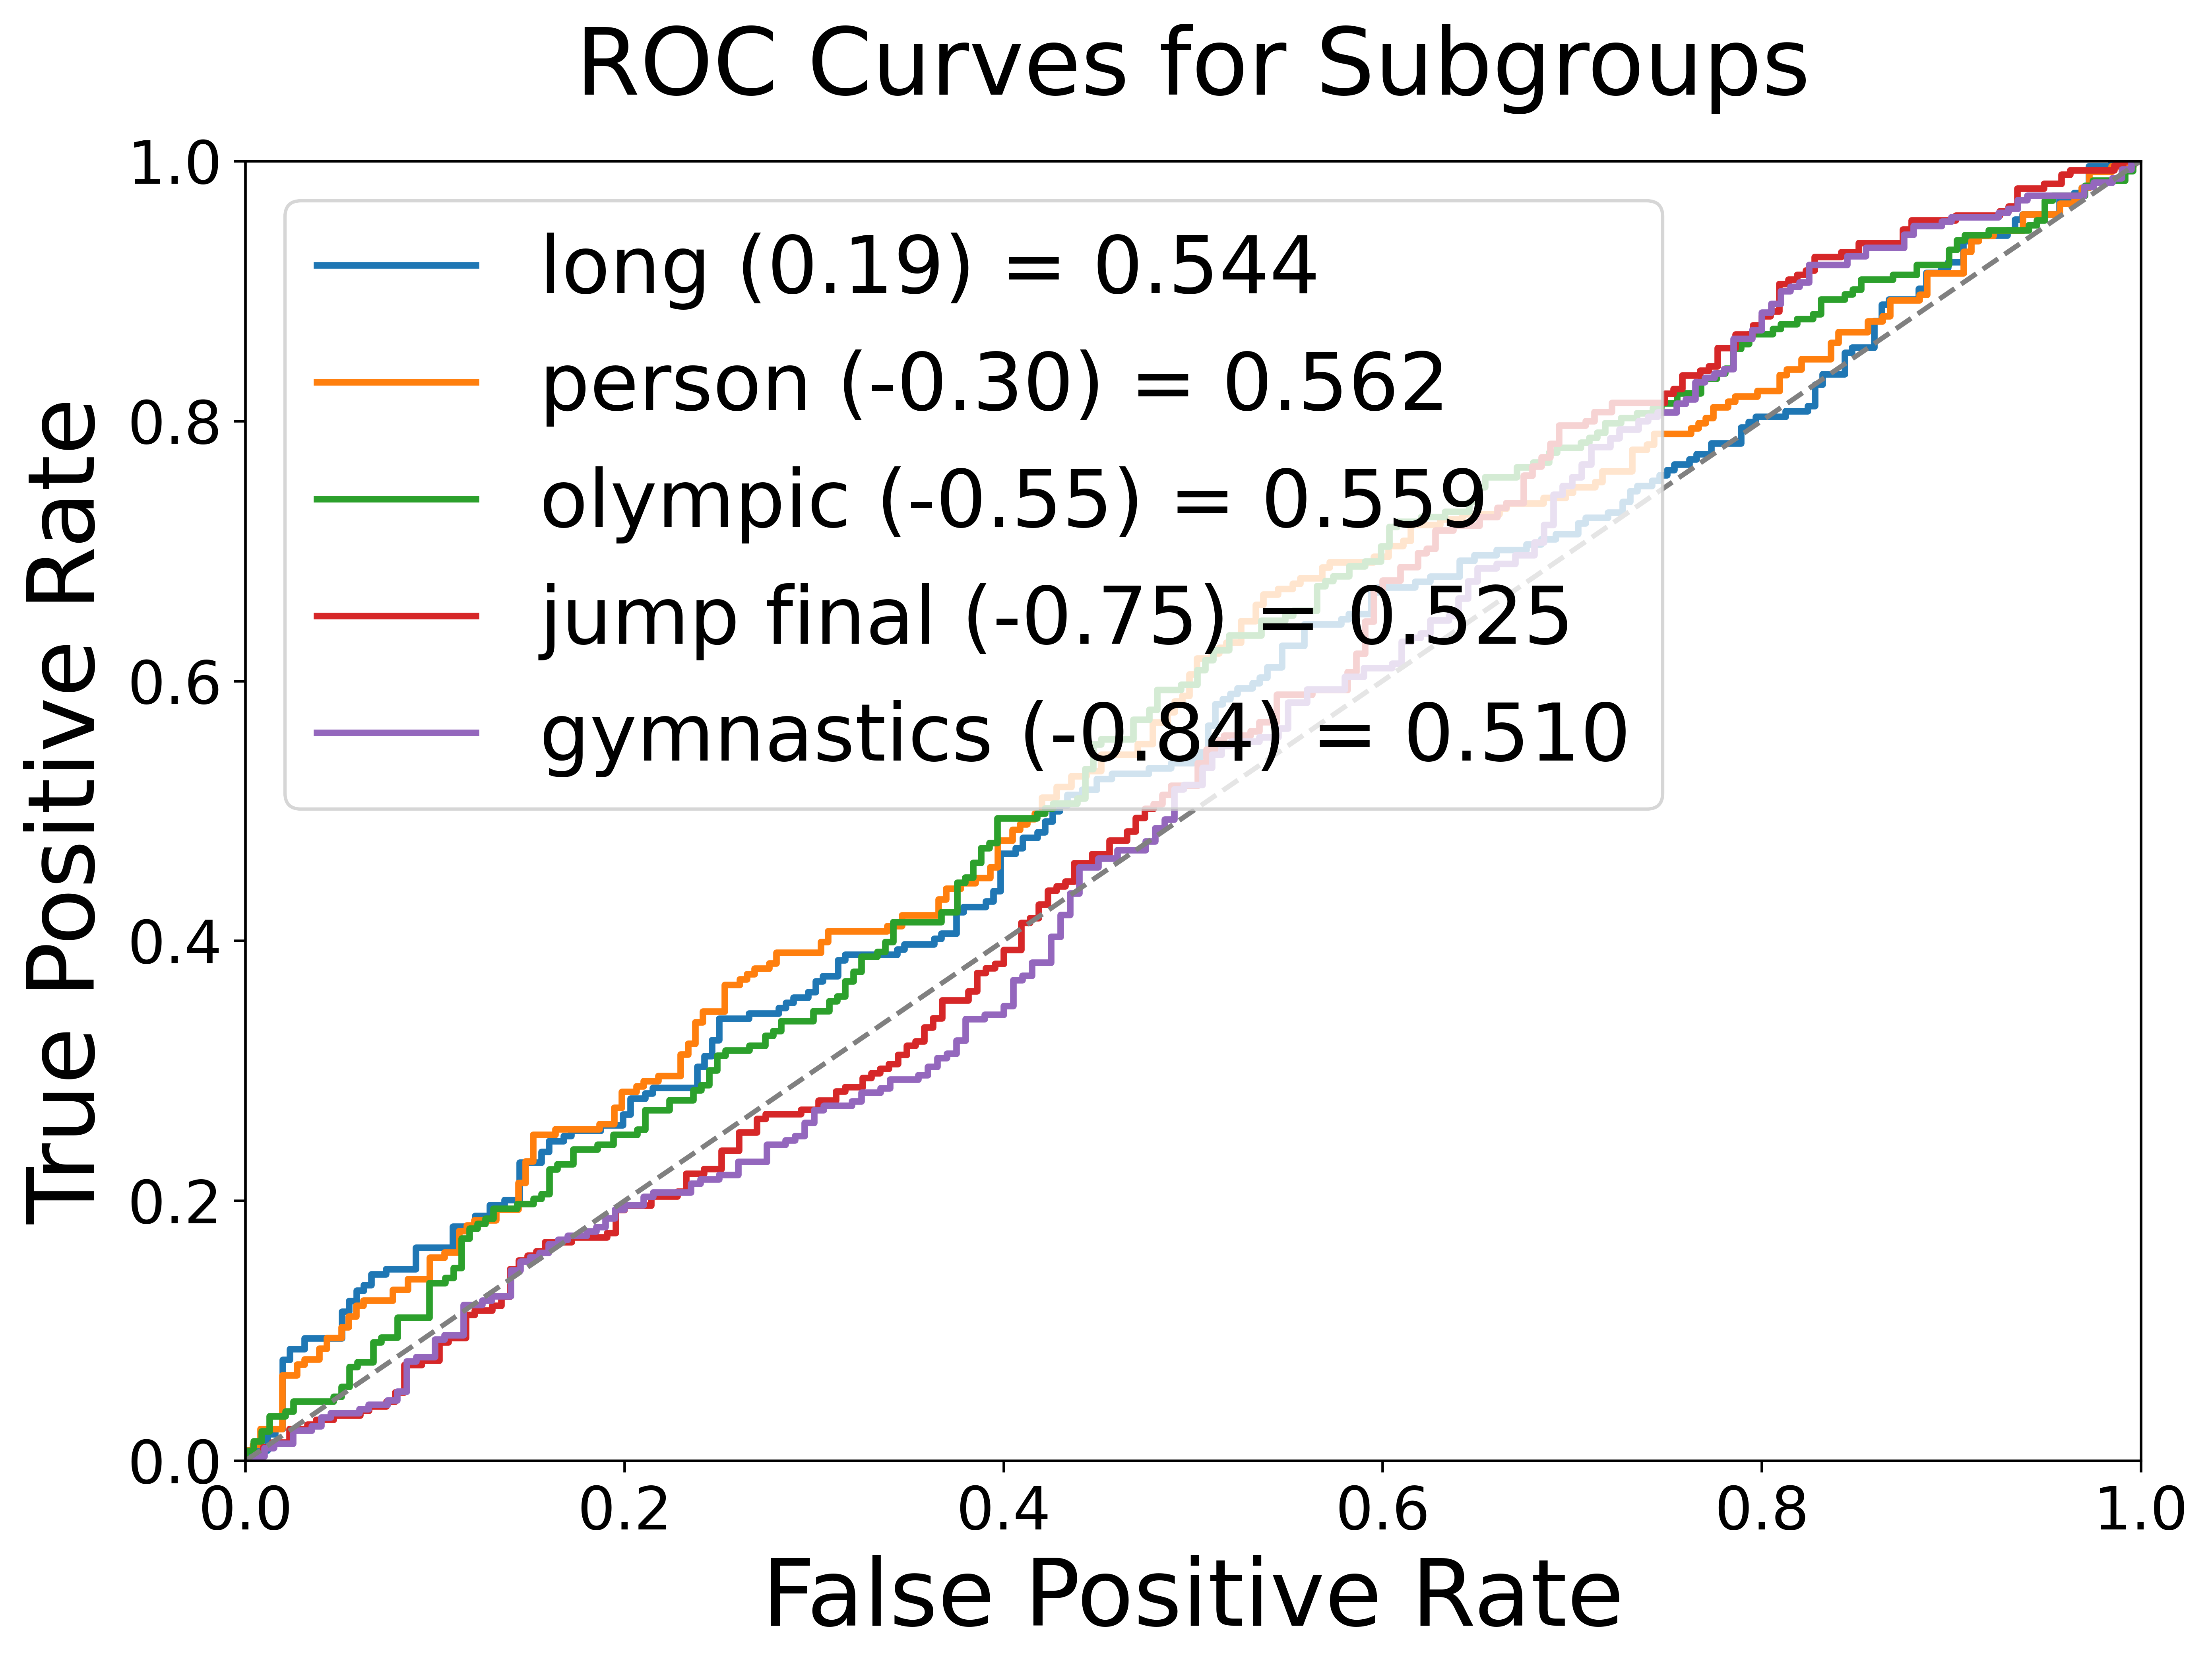 ROC Curves for Subgroups
True Positive Rate
1.0
0.8
0.6
0.4
0.2
0.0
long (0.19) = 0.544
person (-0.30) = 0.562
olympic (-0.55) = 0.559
jump final (-0.75) = 0.525
gymnastics (-0.84) = 0.510
0.0 0.2 0.4 0.6 0.8 1.0
False Positive Rate